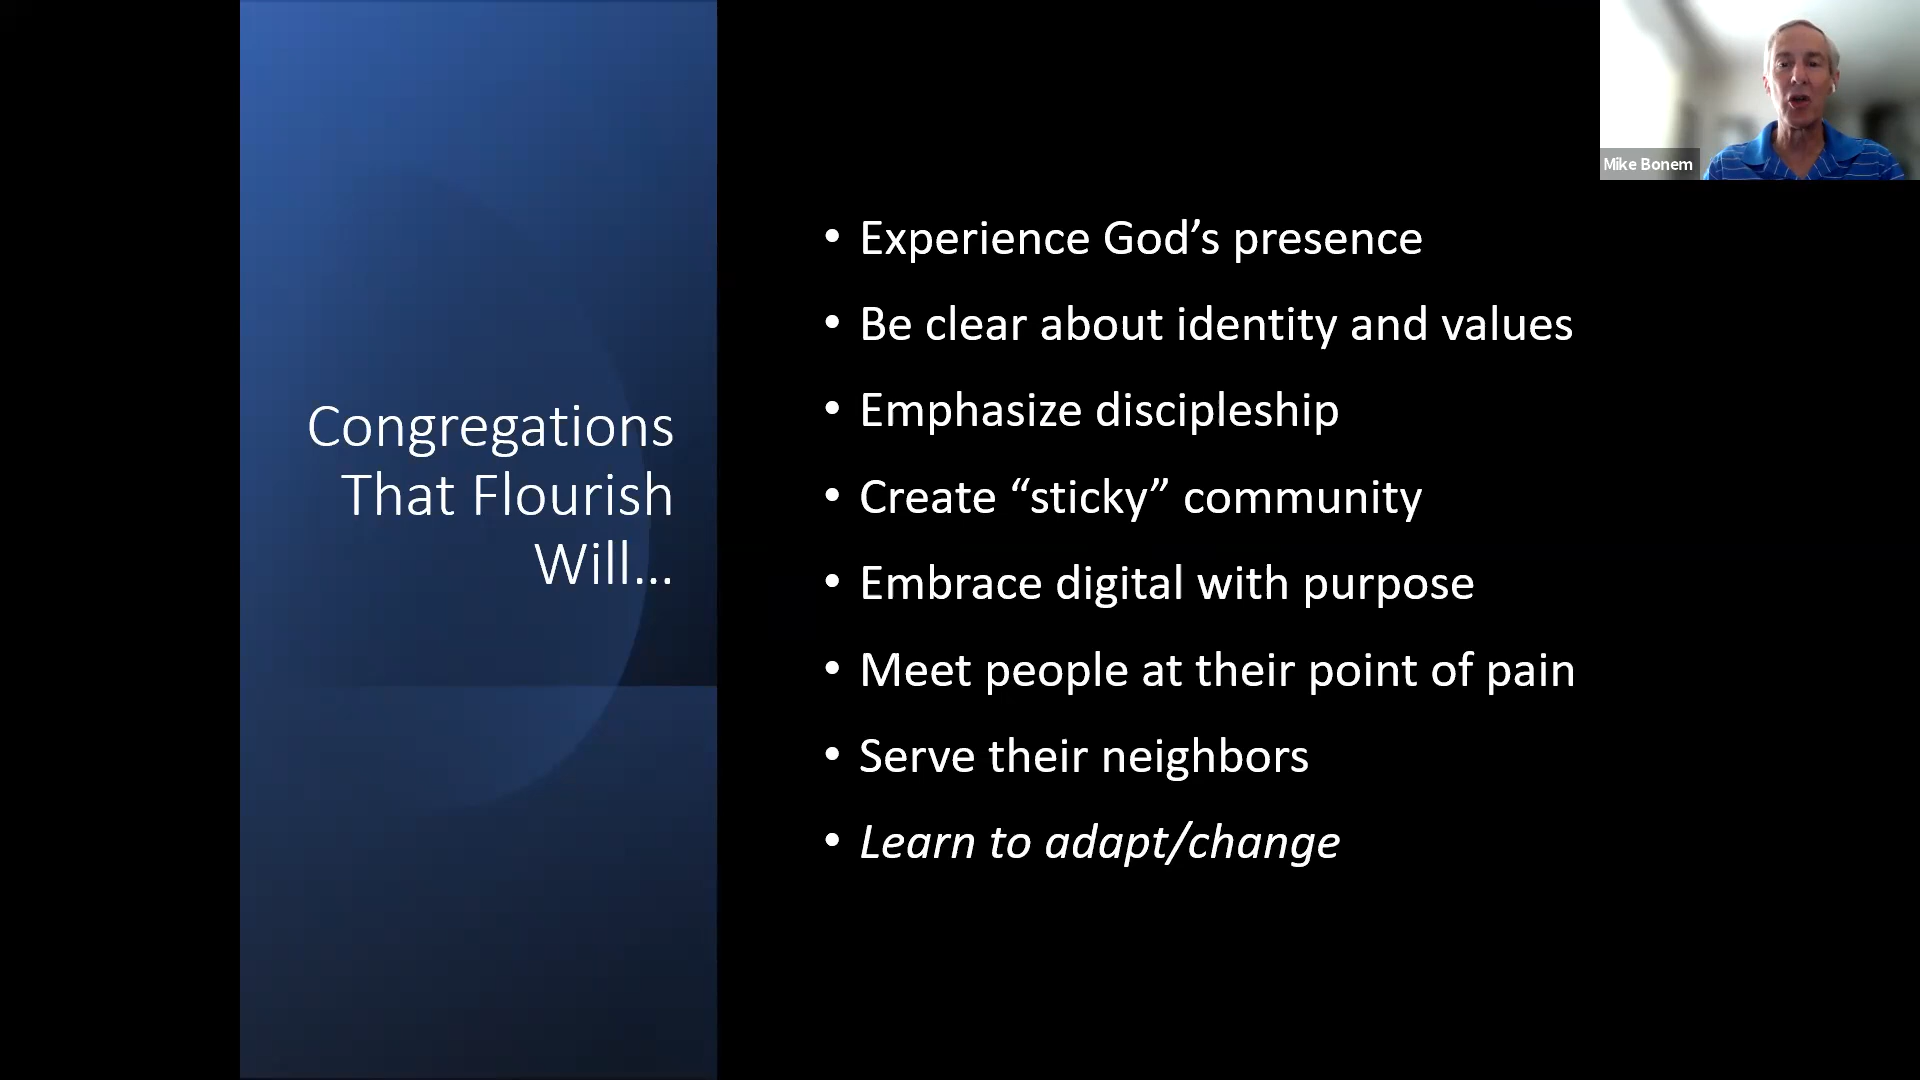 Congregations
That Flourish
Will...
• Experience God’s presence
• Be clear about identity and values
• Emphasize discipleship
• Create “sticky” community
• Embrace digital with purpose
• Meet people at their point of pain
• Serve their neighbors
• Learn to adapt/change
Mike Bonem